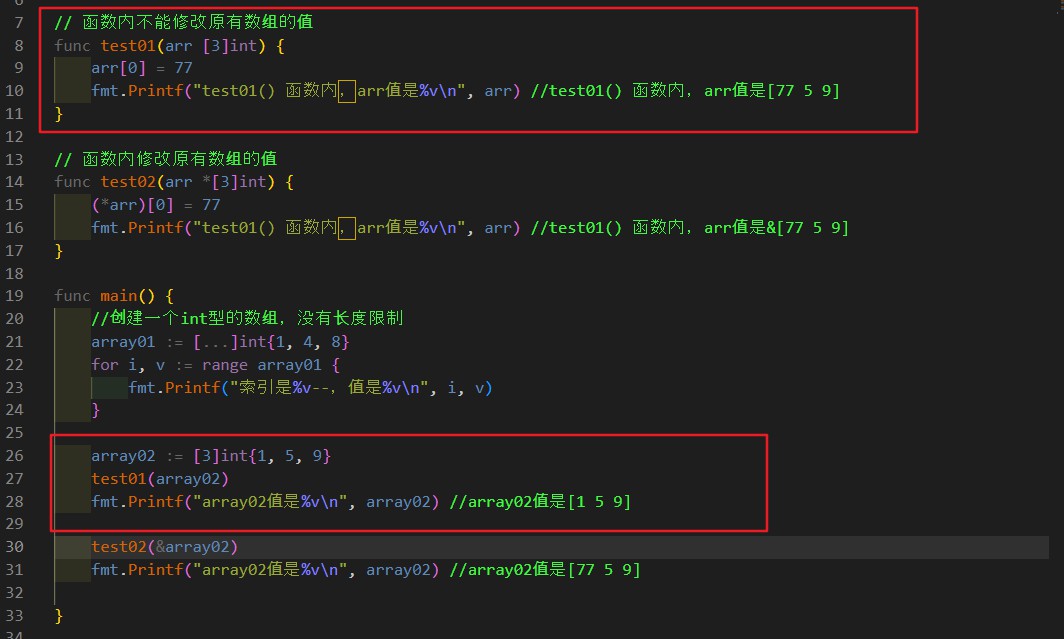 7 // 函数内不能修改原有数组的值
8 func test01(arr [3]int) {
9 arr[0] = 77
10 fmt.Printf("test01() 函数内，arr值是%v\n", arr) //test01() 函数内，arr值是[77 5 9]
11 }
12
13 // 函数内修改原有数组的值
14 func test02(arr *[3]int) {
15 (*arr)[0] = 77
16 fmt.Printf("test01() 函数内，arr值是%v\n", arr) //test01() 函数内，arr值是&[77 5 9]
17 }
18
19 func main() {
20 //创建一个int型的数组，没有长度限制
21 array01 := [...]int{1, 4, 8}
22 for i, v := range array01 {
23 fmt.Printf("索引是%v--，值是%v\n", i, v)
24 }
25
26 array02 := [3]int{1, 5, 9}
27 test01(array02)
28 fmt.Printf("array02值是%v\n", array02) //array02值是[1 5 9]
29
30 test02(&array02)
31 fmt.Printf("array02值是%v\n", array02) //array02值是[77 5 9]
32
33 }
34